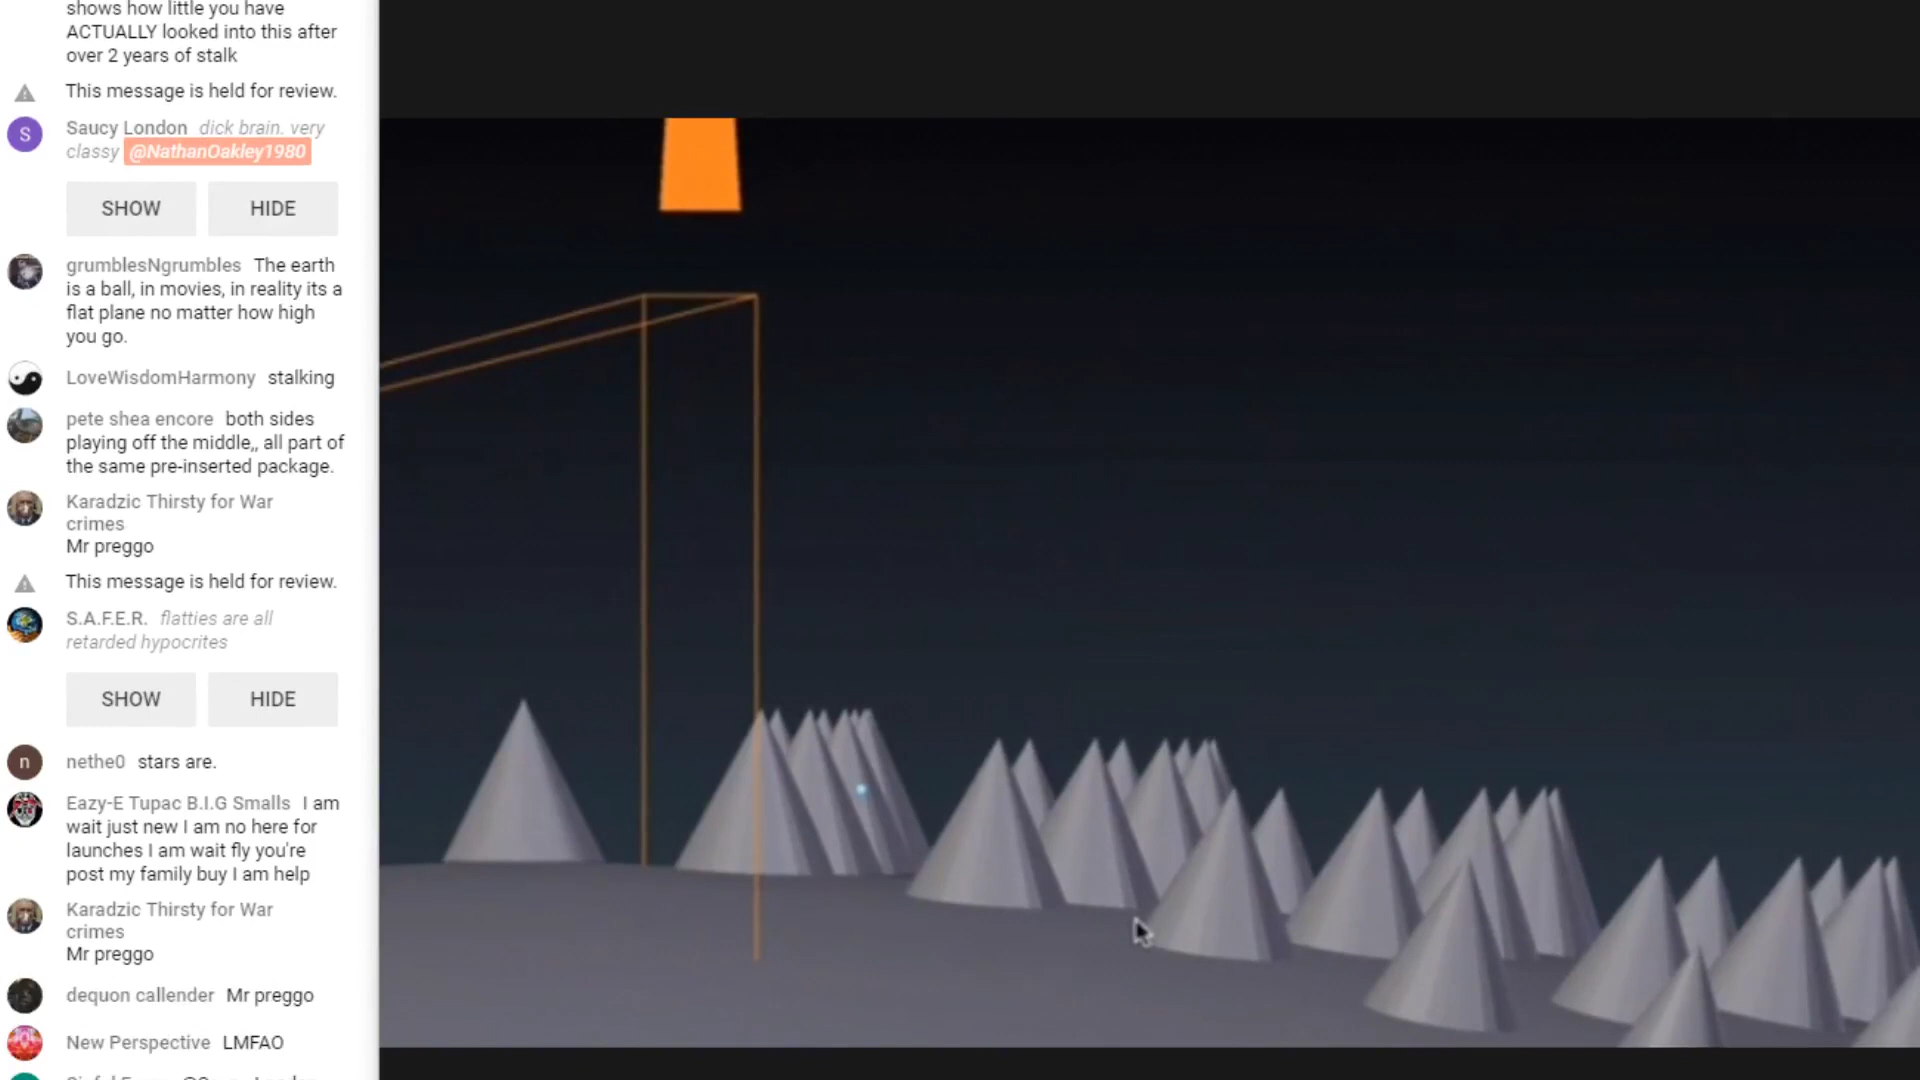 shows how little you have
ACTUALLY looked into this after
over 2 years of stalk
This message is held for review.
Saucy London dick brain. very
classy @NathanOakley1980
SHOW HIDE
grumblesNgrumbles The earth
is a ball, in movies, in reality its a
flat plane no matter how high
you go.
LoveWisdomHarmony stalking
pete shea encore both sides
playing off the middle,, all part of
the same pre-inserted package.
Karadzic Thirsty for War
crimes
Mr preggo
This message is held for review.
S.A.F.E.R. flatties are all
retarded hypocrites
SHOW HIDE
nethe0 stars are.
Eazy-E Tupac B.I.G Smalls I am
wait just new I am no here for
launches I am wait fly you're
post my family buy I am help
Karadzic Thirsty for War
crimes
Mr preggo
dequon callender Mr preggo
New Perspective LMFAO